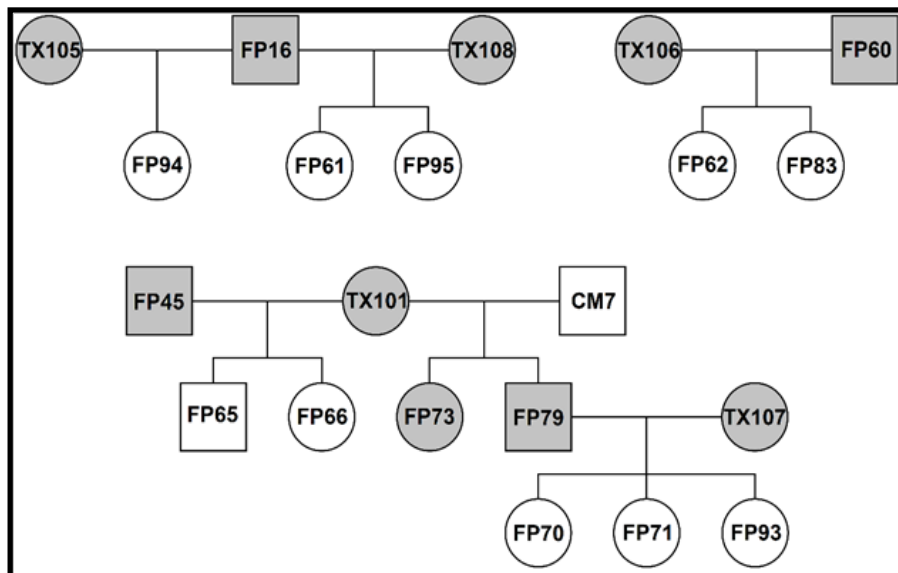 TX105 FP16 TX108 TX106 FP60
FP94 FP61 FP95 FP62 FP83
FP45 TX101 CM7
FP65 FP66 FP73 FP79 TX107
FP70 FP71 FP93